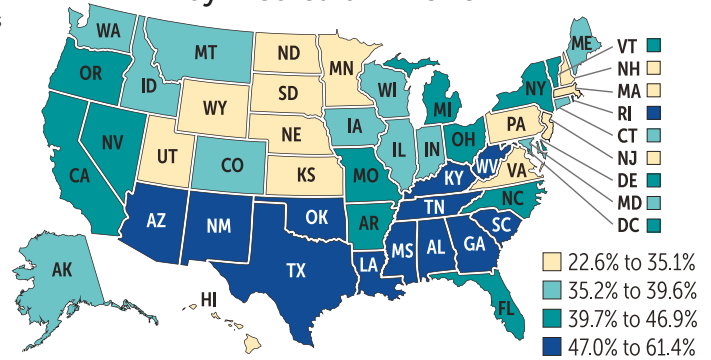 WA
MT
ND
MN
ME
VT
OR
ID
WI
NH
SD
MI
NY
MA
WY
RI
IA
PA
CT
NV
NE
OH
IL
IN
NJ
UT
CO
WV
VA
DE
CA
KS
MO
KY
MD
NC
TN
DC
AZ
NM
OK
AR
SC
MS
AL
GA
TX
LA
AK
HI
FL
22.6% to 35.1%
35.2% to 39.6%
39.7% to 46.9%
47.0% to 61.4%